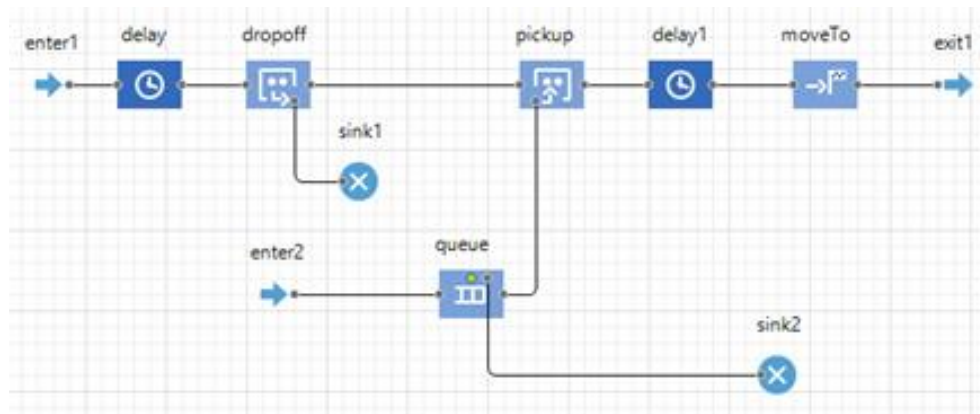 enter1
delay
dropoff
pickup
delay1
moveTo
exit1
sink1
enter2
queue
sink2